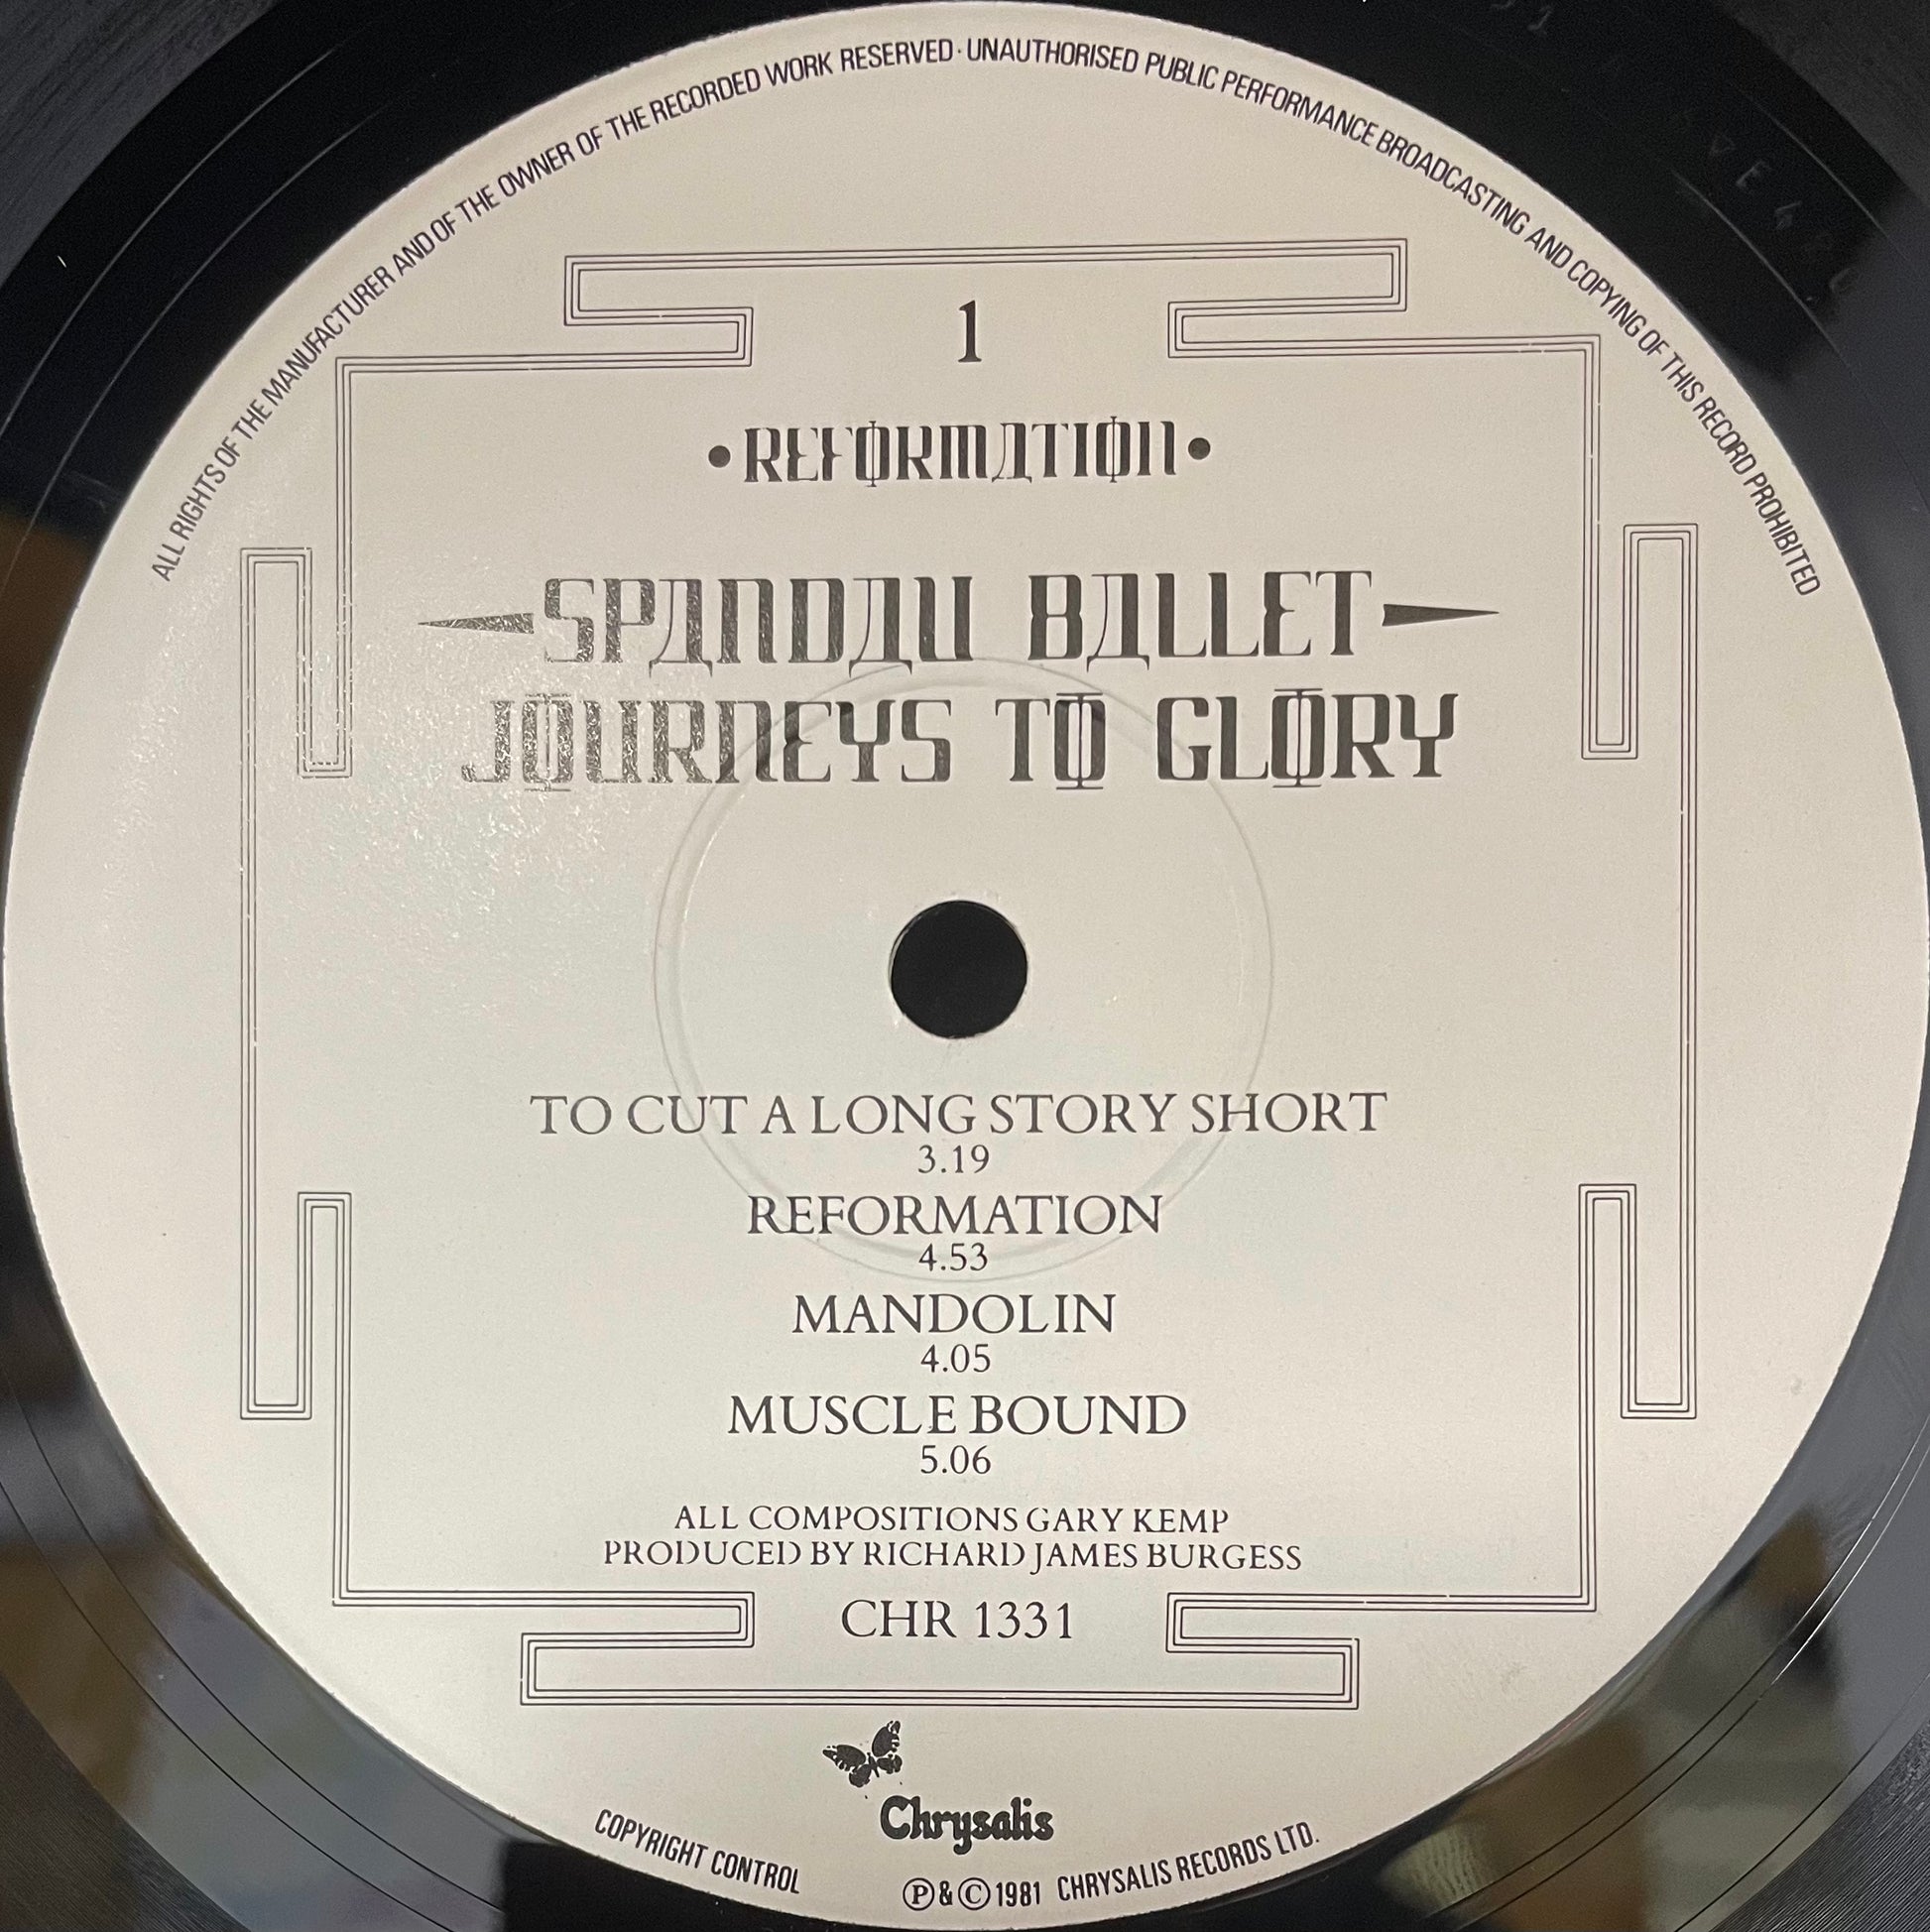 ALL RIGHTS OF THE MANUFACTURER AND OF THE OWNER OF THE RECORDED WORK RESERVED · UNAUTHORISED PUBLIC PERFORMANCE BROADCASTING AND COPYING OF THIS RECORD PROHIBITED
1
•REFORMATION•
SPANDAU BALLET
JOURNEYS TO GLORY
TO CUT A LONG STORY SHORT
3.19
REFORMATION
4.53
MANDOLIN
4.05
MUSCLE BOUND
5.06
ALL COMPOSITIONS GARY KEMP
PRODUCED BY RICHARD JAMES BURGESS
CHR 1331
Chrysalis
COPYRIGHT CONTROL
℗&©1981 CHRYSALIS RECORDS LTD.